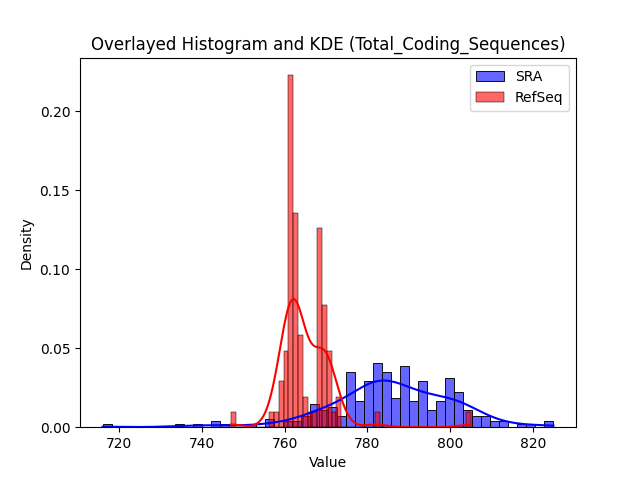 Overlayed Histogram and KDE (Total_Coding_Sequences)
SRA
RefSeq
Density
0.20
0.15
0.10
0.05
0.00
720 740 760 780 800 820
Value